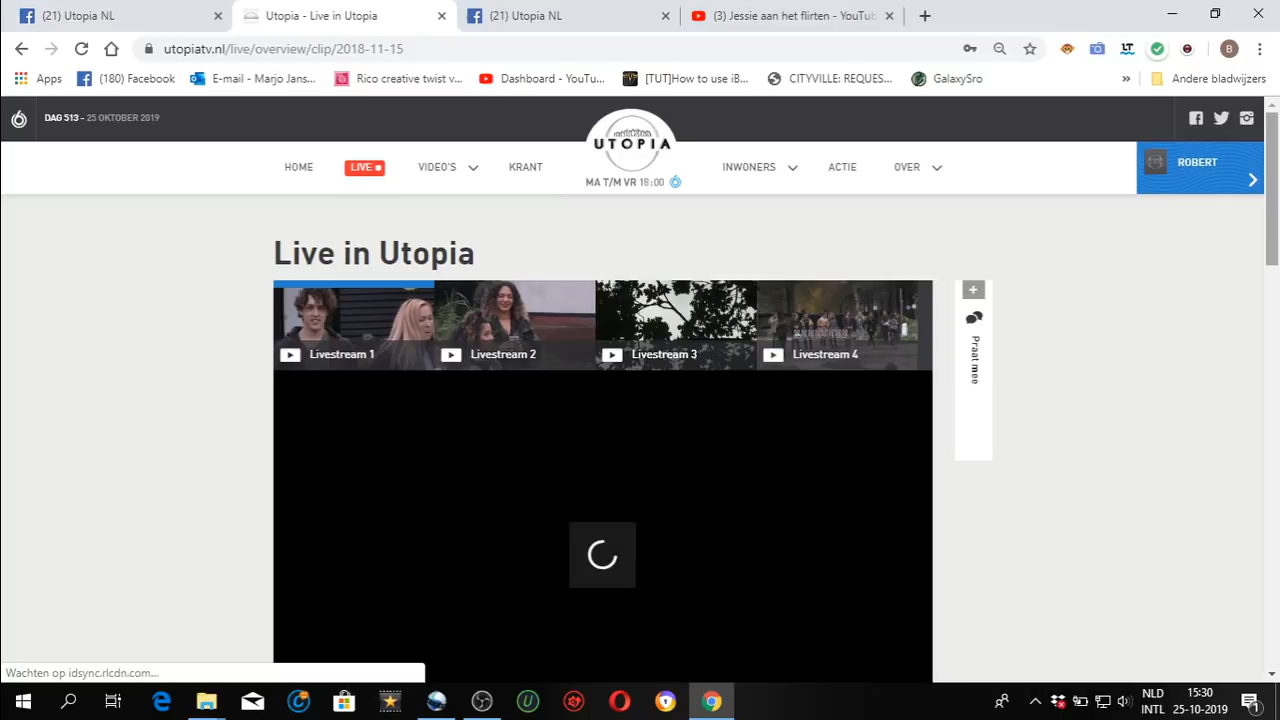 (21) Utopia NL
Utopia - Live in Utopia
(21) Utopia NL
(3) Jessie aan het flirten - YouTub
utopiatv.nl/live/overview/clip/2018-11-15
B
Apps
(180) Facebook
E-mail - Marjo Jans...
Rico creative twist v...
Dashboard - YouTu...
[TUT]How to use iB...
CITYVILLE: REQUES...
GalaxySro
»
Andere bladwijzers
DAG 513 - 25 OKTOBER 2019
UTOPIA
HOME
LIVE
VIDEO'S
KRANT
MA T/M VR 18:00
INWONERS
ACTIE
OVER
ROBERT
Live in Utopia
Livestream 1
Livestream 2
Livestream 3
Livestream 4
Praat mee
Wachten op idsync.rlcdn.com...
NLD
INTL
15:30
25-10-2019
1